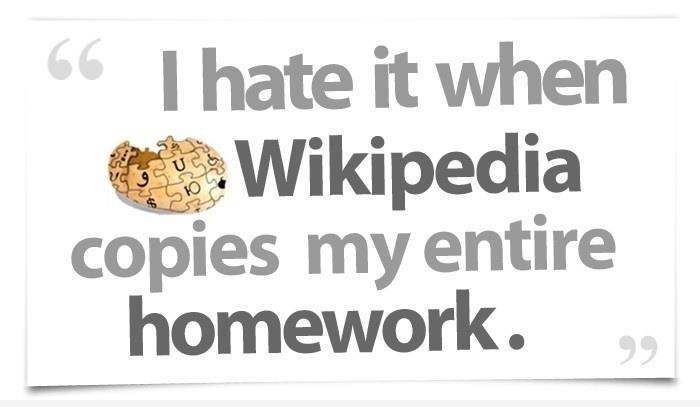 “ I hate it when
Wikipedia
copies my entire
homework. ”